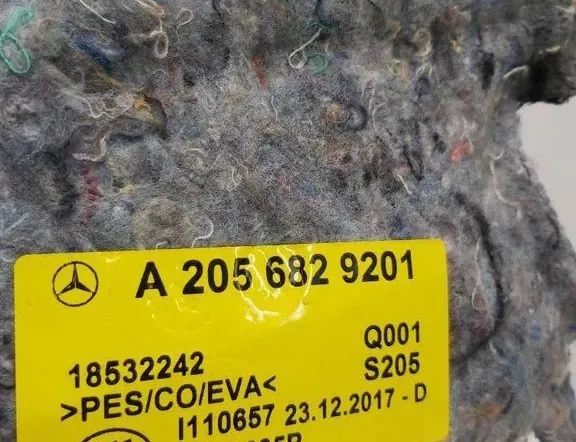 A 205 682 9201
18532242 Q001
>PES/CO/EVA< S205
I110657 23.12.2017 - D